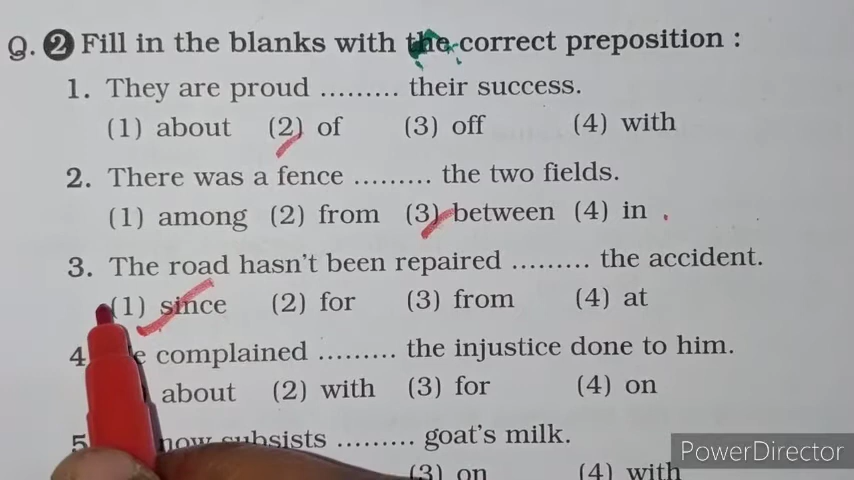 Q. 2 Fill in the blanks with the correct preposition :
1. They are proud ......... their success.
(1) about (2) of (3) off (4) with
2. There was a fence ......... the two fields.
(1) among (2) from (3) between (4) in
3. The road hasn't been repaired ......... the accident.
(1) since (2) for (3) from (4) at
4 complained ......... the injustice done to him.
about (2) with (3) for (4) on
5 now subsists ......... goat's milk.
(3) on (4) with
PowerDirector